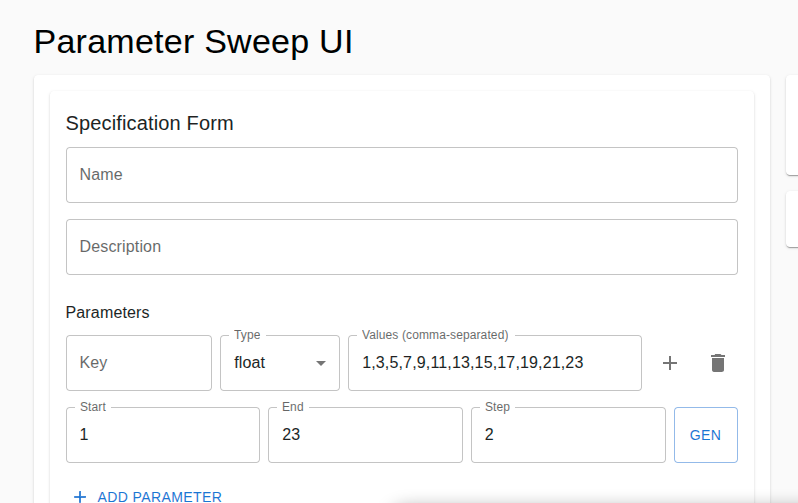 Parameter Sweep UI
Specification Form
Name
Description
Parameters
Type
Values (comma-separated)
Key
float
1,3,5,7,9,11,13,15,17,19,21,23
Start
End
Step
1
23
2
GEN
ADD PARAMETER